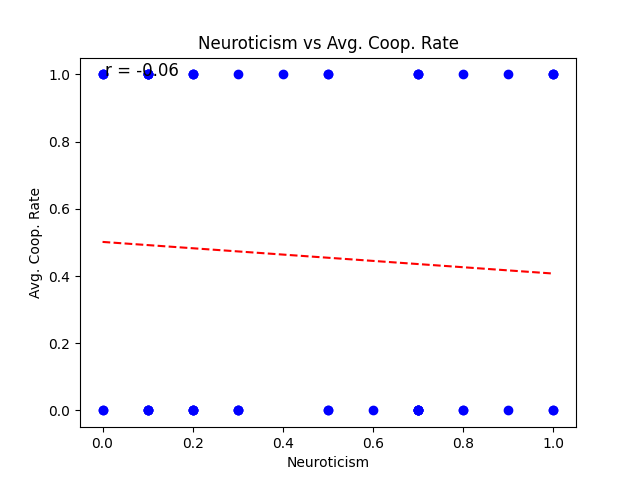 Neuroticism vs Avg. Coop. Rate
r = -0.06
1.0
0.8
0.6
0.4
0.2
0.0
Avg. Coop. Rate
0.0 0.2 0.4 0.6 0.8 1.0
Neuroticism